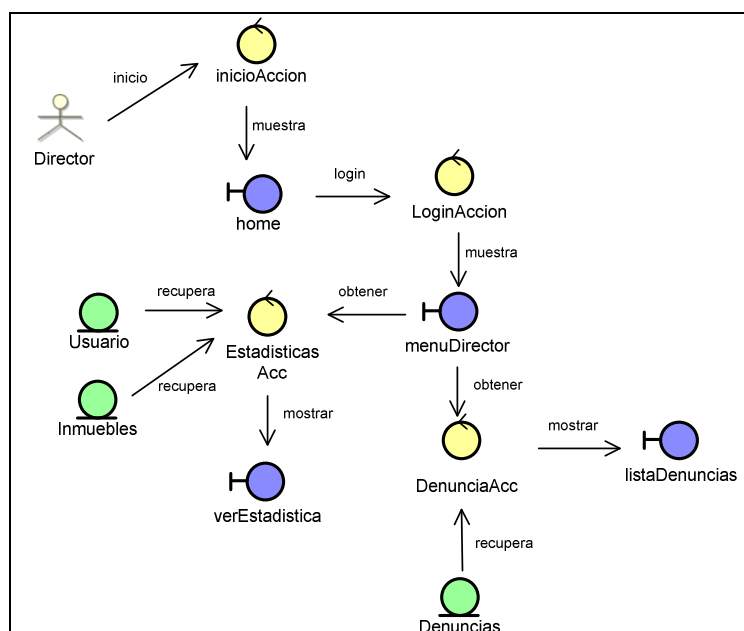 inicioAccion
inicio
Director
muestra
home
login
LoginAccion
muestra
recupera
Usuario
obtener
Estadisticas
Acc
menuDirector
recupera
Inmuebles
obtener
mostrar
mostrar
DenunciaAcc
listaDenuncias
verEstadistica
recupera
Denuncias